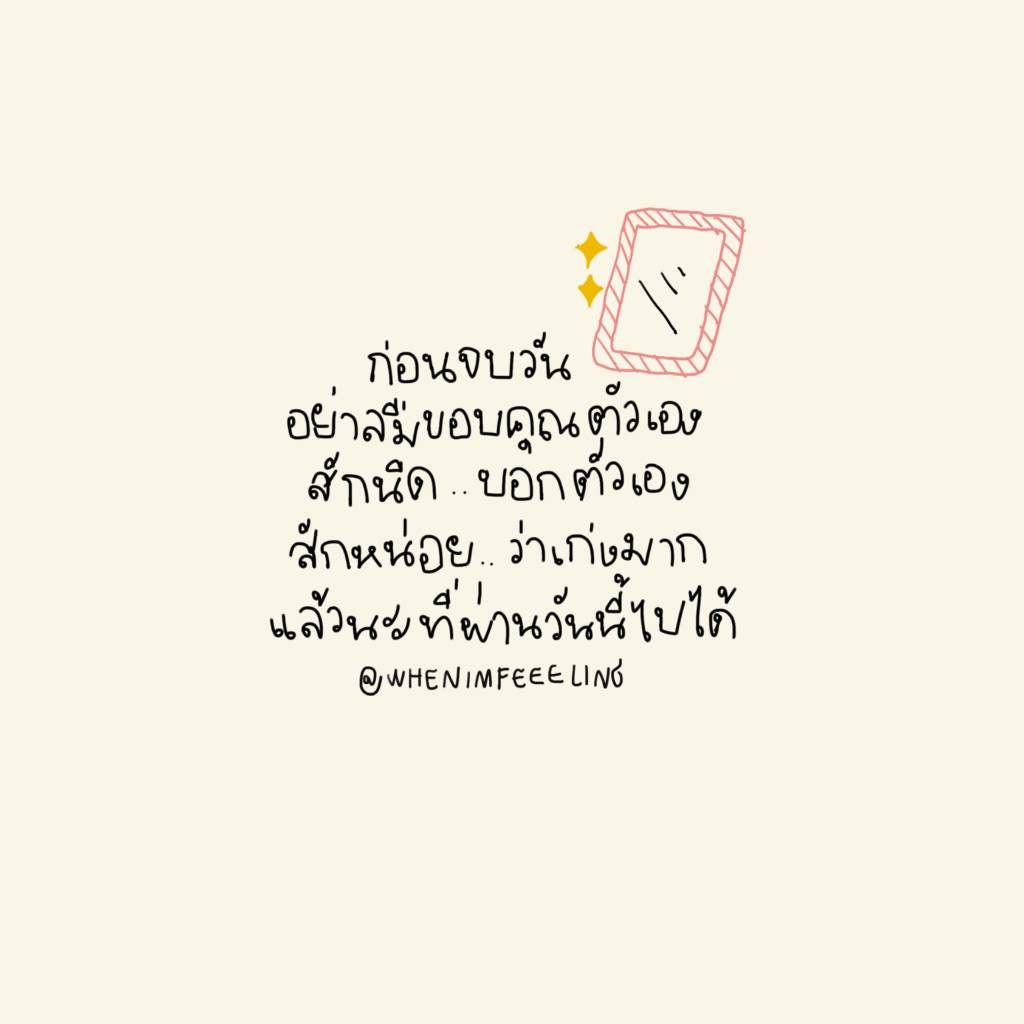 ก่อนจบวัน
อย่าลืมขอบคุณตัวเอง
สักนิด .. บอกตัวเอง
สักหน่อย.. ว่าเก่งมาก
แล้วนะ ที่ผ่านวันนี้ไปได้
@WHENIMFEEELING